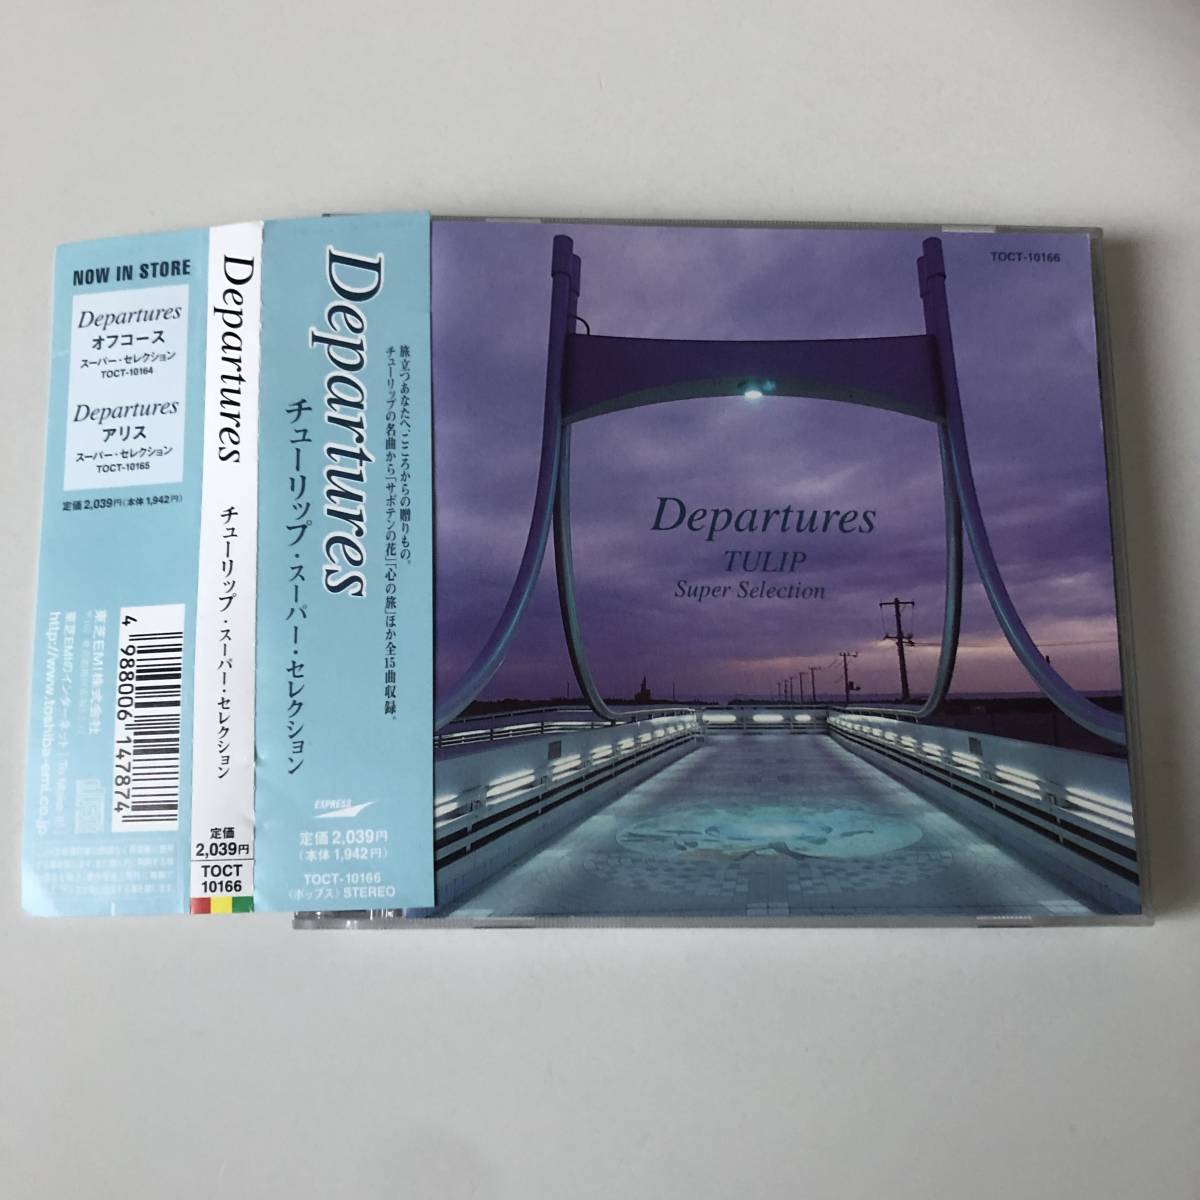 NOW IN STORE
Departures
オフコース
スーパー・セレクション
TOCT-10164
Departures
アリス
スーパー・セレクション
TOCT-10165
定価2,039円(本体1,942円)
4 988006 147874
東芝EMI株式会社
http://www.toshiba-emi.co.jp
Departures
チューリップ・スーパー・セレクション
定価
2,039円
TOCT
10166
旅立つあなたへ、こころからの贈りもの。
チューリップの名曲から「サボテンの花」「心の旅」ほか全15曲収録。
Departures
チューリップ・スーパー・セレクション
EXPRESS
定価2,039円
(本体1,942円)
TOCT-10166
〈ポップス〉STEREO
TOCT-10166
Departures
TULIP
Super Selection